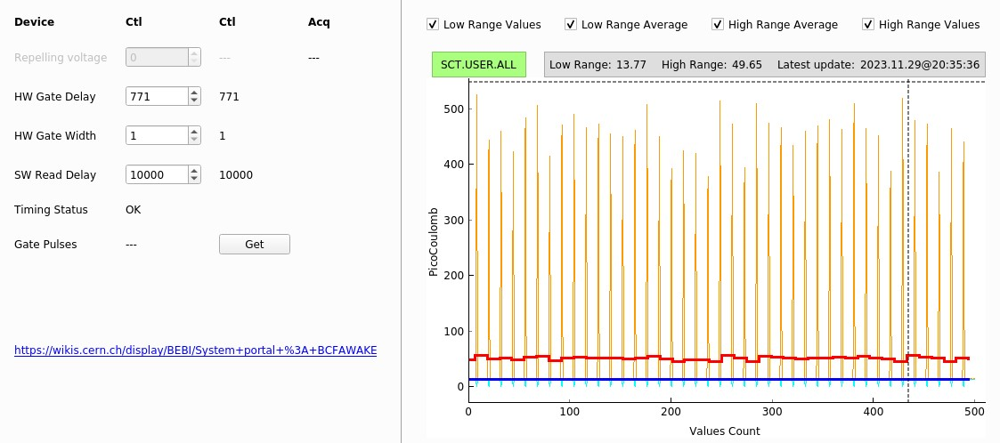 Device Ctl Ctl Acq
Repelling voltage 0 --- ---
HW Gate Delay 771 771
HW Gate Width 1 1
SW Read Delay 10000 10000
Timing Status OK
Gate Pulses --- Get
https://wikis.cern.ch/display/BEBI/System+portal+%3A+BCFAWAKE
Low Range Values Low Range Average High Range Average High Range Values
SCT.USER.ALL Low Range: 13.77 High Range: 49.65 Latest update: 2023.11.29@20:35:36
PicoCoulomb
500
400
300
200
100
0
0 100 200 300 400 500
Values Count